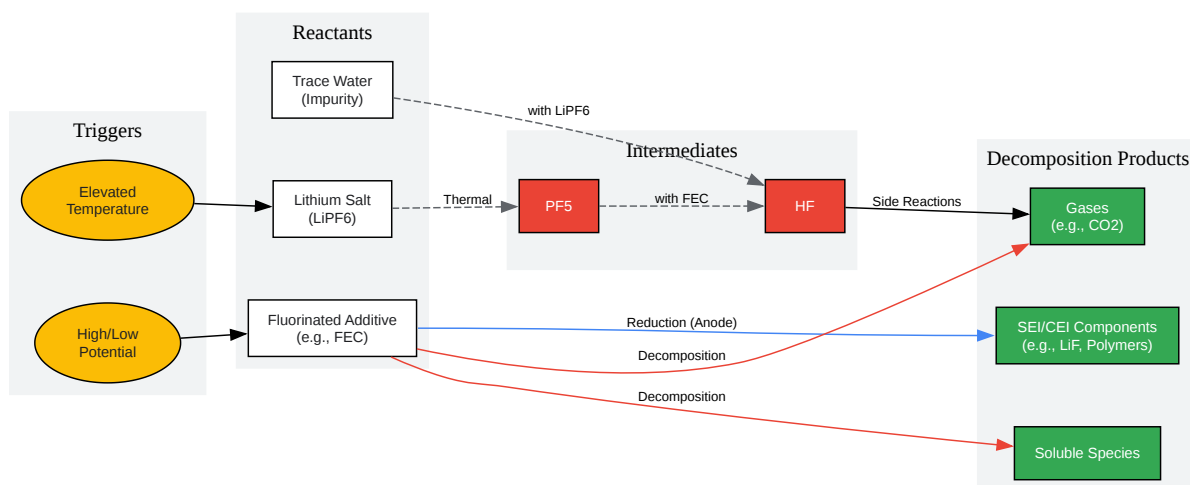 Triggers
Elevated
Temperature
High/Low
Potential
Reactants
Trace Water
(Impurity)
Lithium Salt
(LiPF6)
Fluorinated Additive
(e.g., FEC)
with LiPF6
Thermal
Intermediates
PF5
with FEC
HF
Side Reactions
Reduction (Anode)
Decomposition
Decomposition
Decomposition Products
Gases
(e.g., CO2)
SEI/CEI Components
(e.g., LiF, Polymers)
Soluble Species